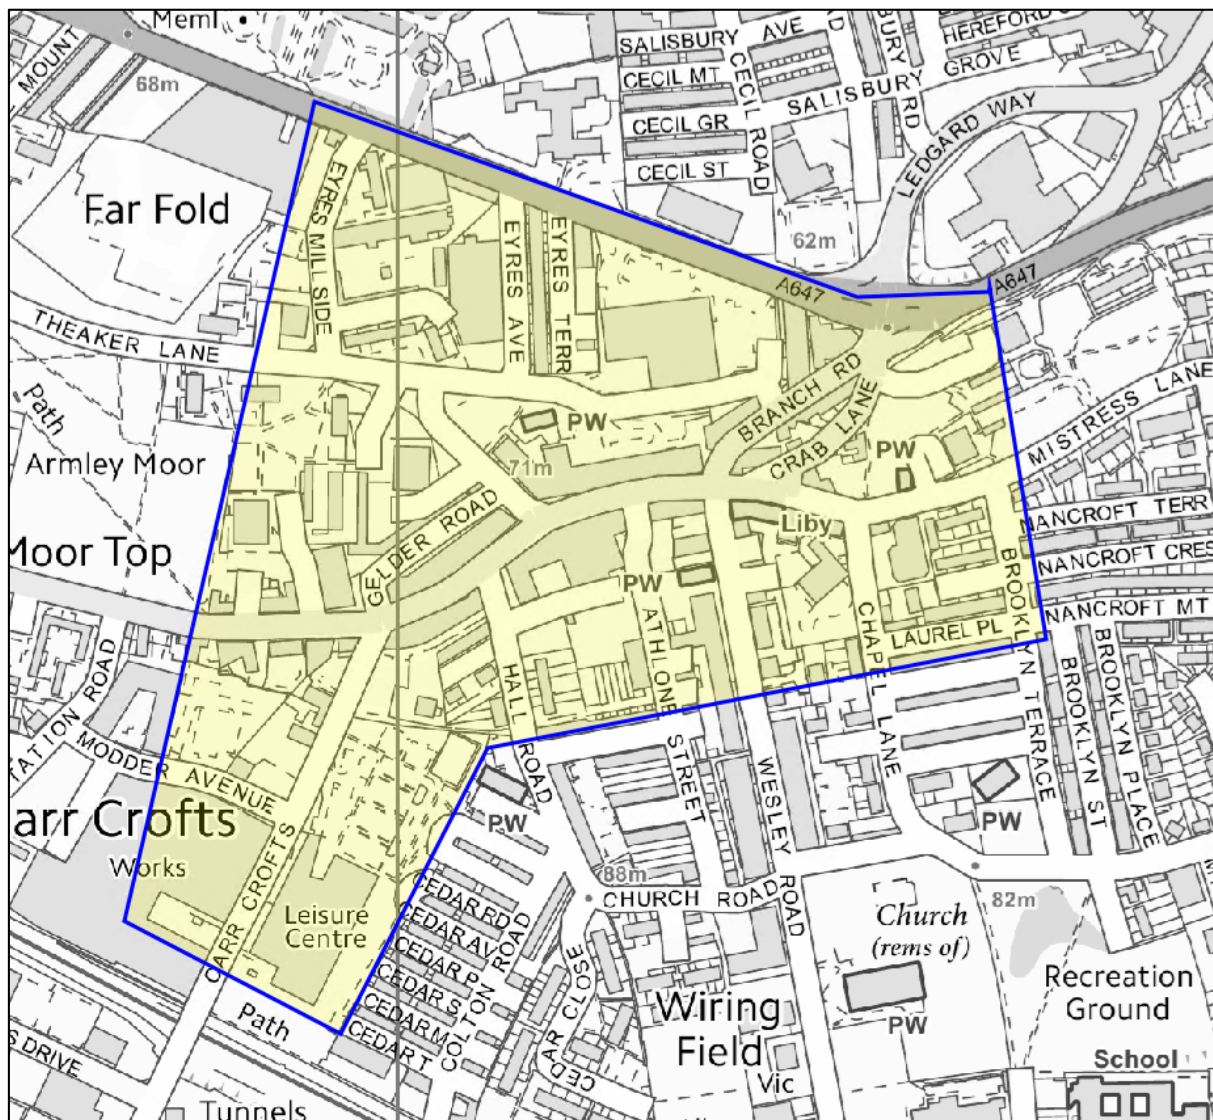 Meml
MOUNT
68m
SALISBURY AVE
HEREFORD
CECIL MT
CECIL ROAD
SALISBURY GROVE
CECIL GR
CECIL ST
LEDGARD WAY
Far Fold
EYRES MILL SIDE
EYRES AVE
EYRES TERR
62m
A647
A647
THEAKER LANE
Path
BRANCH RD
CRAB LANE
MISTRESS LANE
PW
PW
Armley Moor
71m
GELDER ROAD
Liby
NANCROFT TERR
Moor Top
NANCROFT CRES
PW
NANCROFT MT
ATHLONE STREET
CHAPEL LANE
LAUREL PL
BROOKLYN TERRACE
BROOKLYN ST
BROOKLYN PLACE
HALL ROAD
MODDER AVENUE
WESLEY ROAD
arr Crofts
PW
PW
Works
CARR CROFTS
88m
CHURCH ROAD
82m
Leisure
Centre
CEDAR RD
CEDAR AV
CEDAR P
CEDAR S
CEDAR M
CEDAR T
COLTON ROAD
CEDAR CLOSE
Church
(rems of)
PW
Recreation
Ground
Wiring
Field
Path
S DRIVE
Vic
School
Tunnels